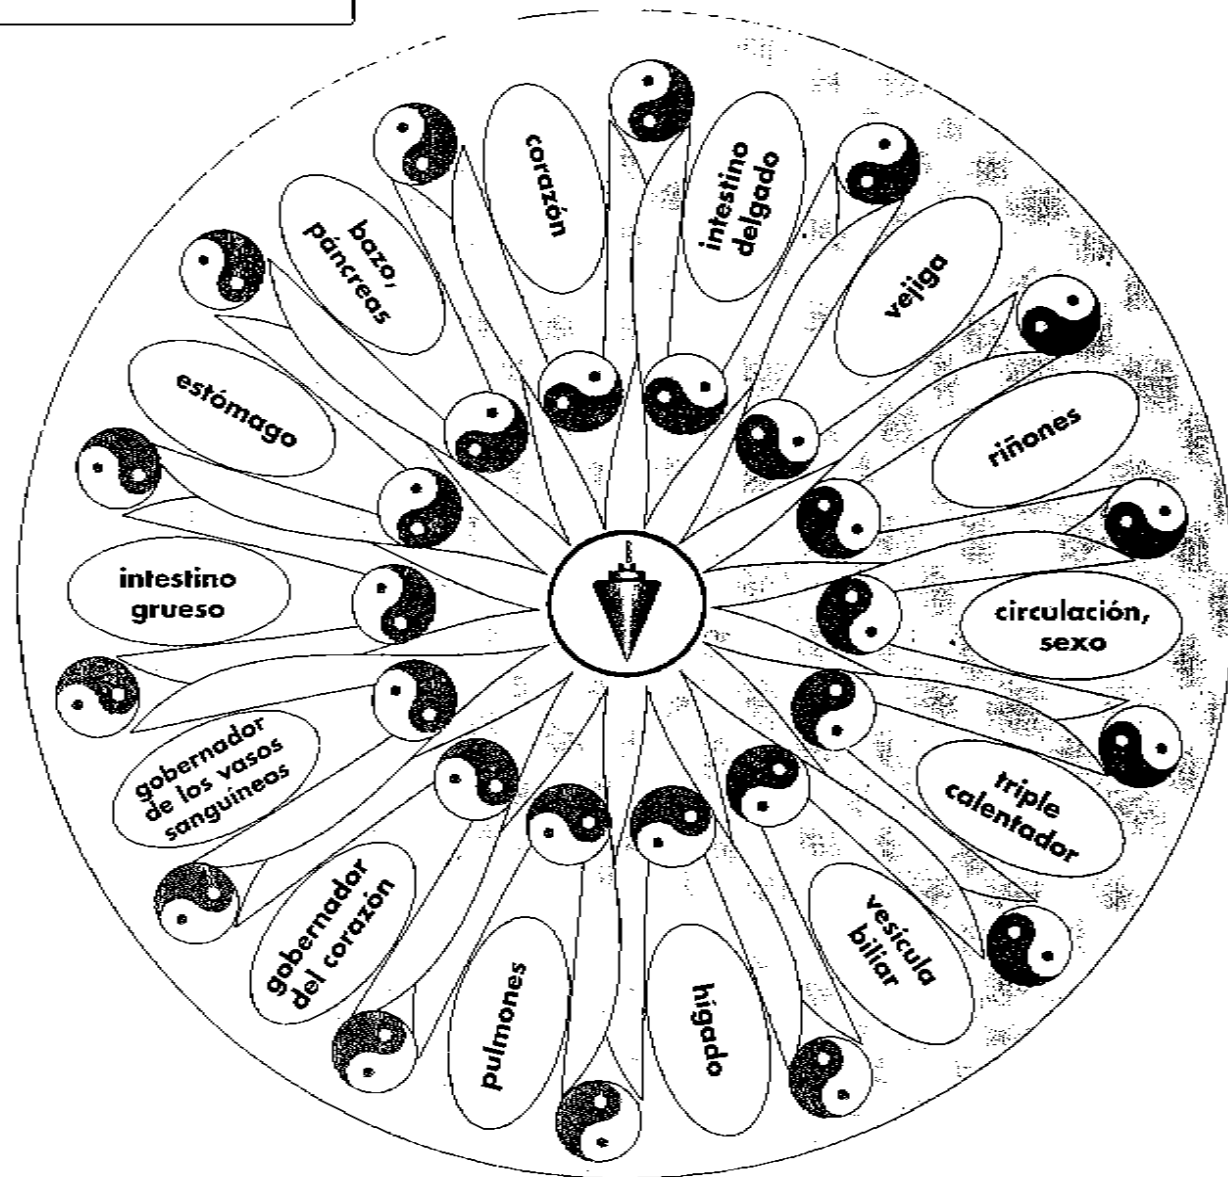 corazón
intestino
delgado
vejiga
riñones
circulación,
sexo
triple
calentador
vesícula
biliar
hígado
pulmones
gobernador
del corazón
gobernador
de los vasos
sanguíneos
intestino
grueso
estómago
bazo,
páncreas